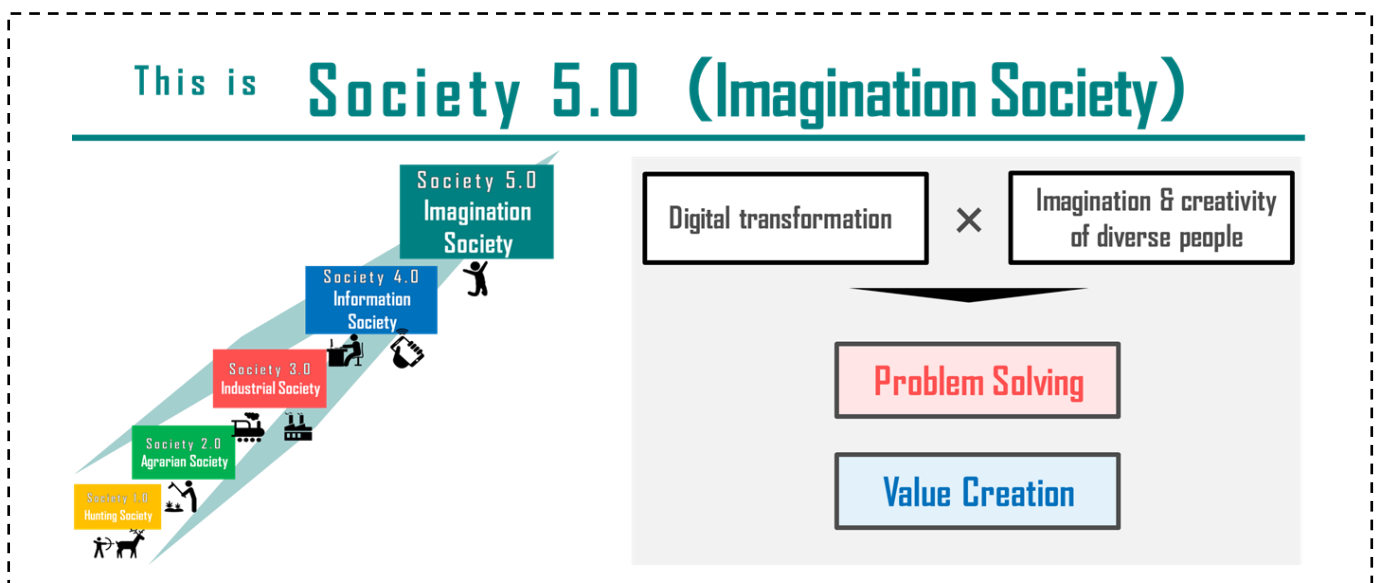 This is Society 5.0 (Imagination Society)
Society 5.0
Imagination
Society
Society 4.0
Information
Society
Society 3.0
Industrial Society
Society 2.0
Agrarian Society
Society 1.0
Hunting Society
Digital transformation
×
Imagination & creativity
of diverse people
Problem Solving
Value Creation